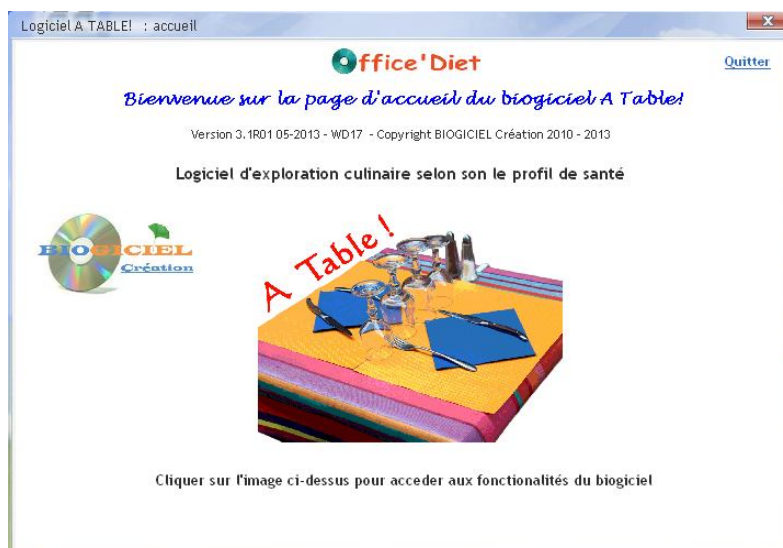 Logiciel A TABLE! : accueil
Office'Diet
Quitter
Bienvenue sur la page d'accueil du biogiciel A Table!
Version 3.1R01 05-2013 - WD17 - Copyright BIOGICIEL Création 2010 - 2013
Logiciel d'exploration culinaire selon son le profil de santé
BIOGICIEL
Création
A Table !
Cliquer sur l'image ci-dessus pour acceder aux fonctionalités du biogiciel